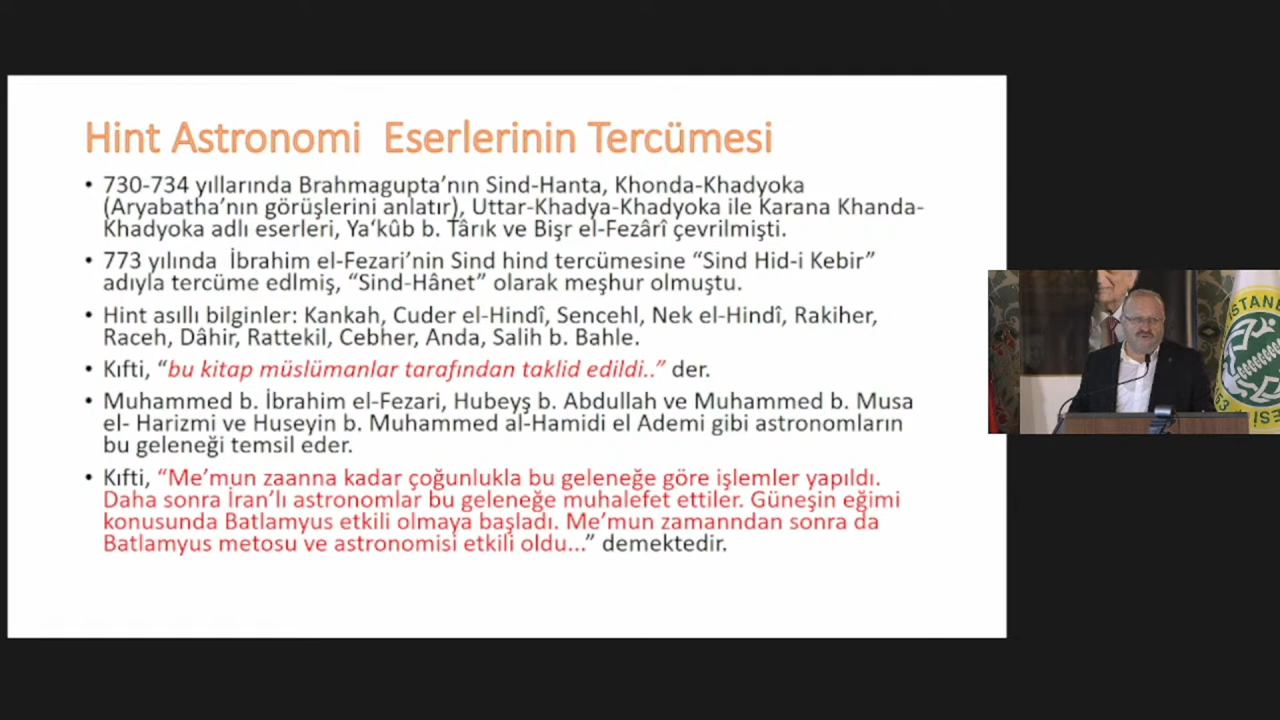 Hint Astronomi Eserlerinin Tercümesi
• 730-734 yıllarında Brahmagupta’nın Sind-Hanta, Khonda-Khadyoka
(Aryabatha’nın görüşlerini anlatır), Uttar-Khadya-Khadyoka ile Karana Khanda-
Khadyoka adlı eserleri, Ya‘kûb b. Târık ve Bişr el-Fezârî çevrilmişti.
• 773 yılında İbrahim el-Fezari’nin Sind hind tercümesine “Sind Hid-i Kebir”
adıyla tercüme edlmiş, “Sind-Hânet” olarak meşhur olmuştu.
• Hint asıllı bilginler: Kankah, Cuder el-Hindî, Sencehl, Nek el-Hindî, Rakiher,
Raceh, Dâhir, Rattekil, Cebher, Anda, Salih b. Bahle.
• Kıfti, “bu kitap müslümanlar tarafından taklid edildi..” der.
• Muhammed b. İbrahim el-Fezari, Hubeyş b. Abdullah ve Muhammed b. Musa
el- Harizmi ve Huseyin b. Muhammed al-Hamidi el Ademi gibi astronomların
bu geleneği temsil eder.
• Kıfti, “Me’mun zaanna kadar çoğunlukla bu geleneğe göre işlemler yapıldı.
Daha sonra İran’lı astronomlar bu geleneğe muhalefet ettiler. Güneşin eğimi
konusunda Batlamyus etkili olmaya başladı. Me’mun zamanndan sonra da
Batlamyus metosu ve astronomisi etkili oldu...” demektedir.